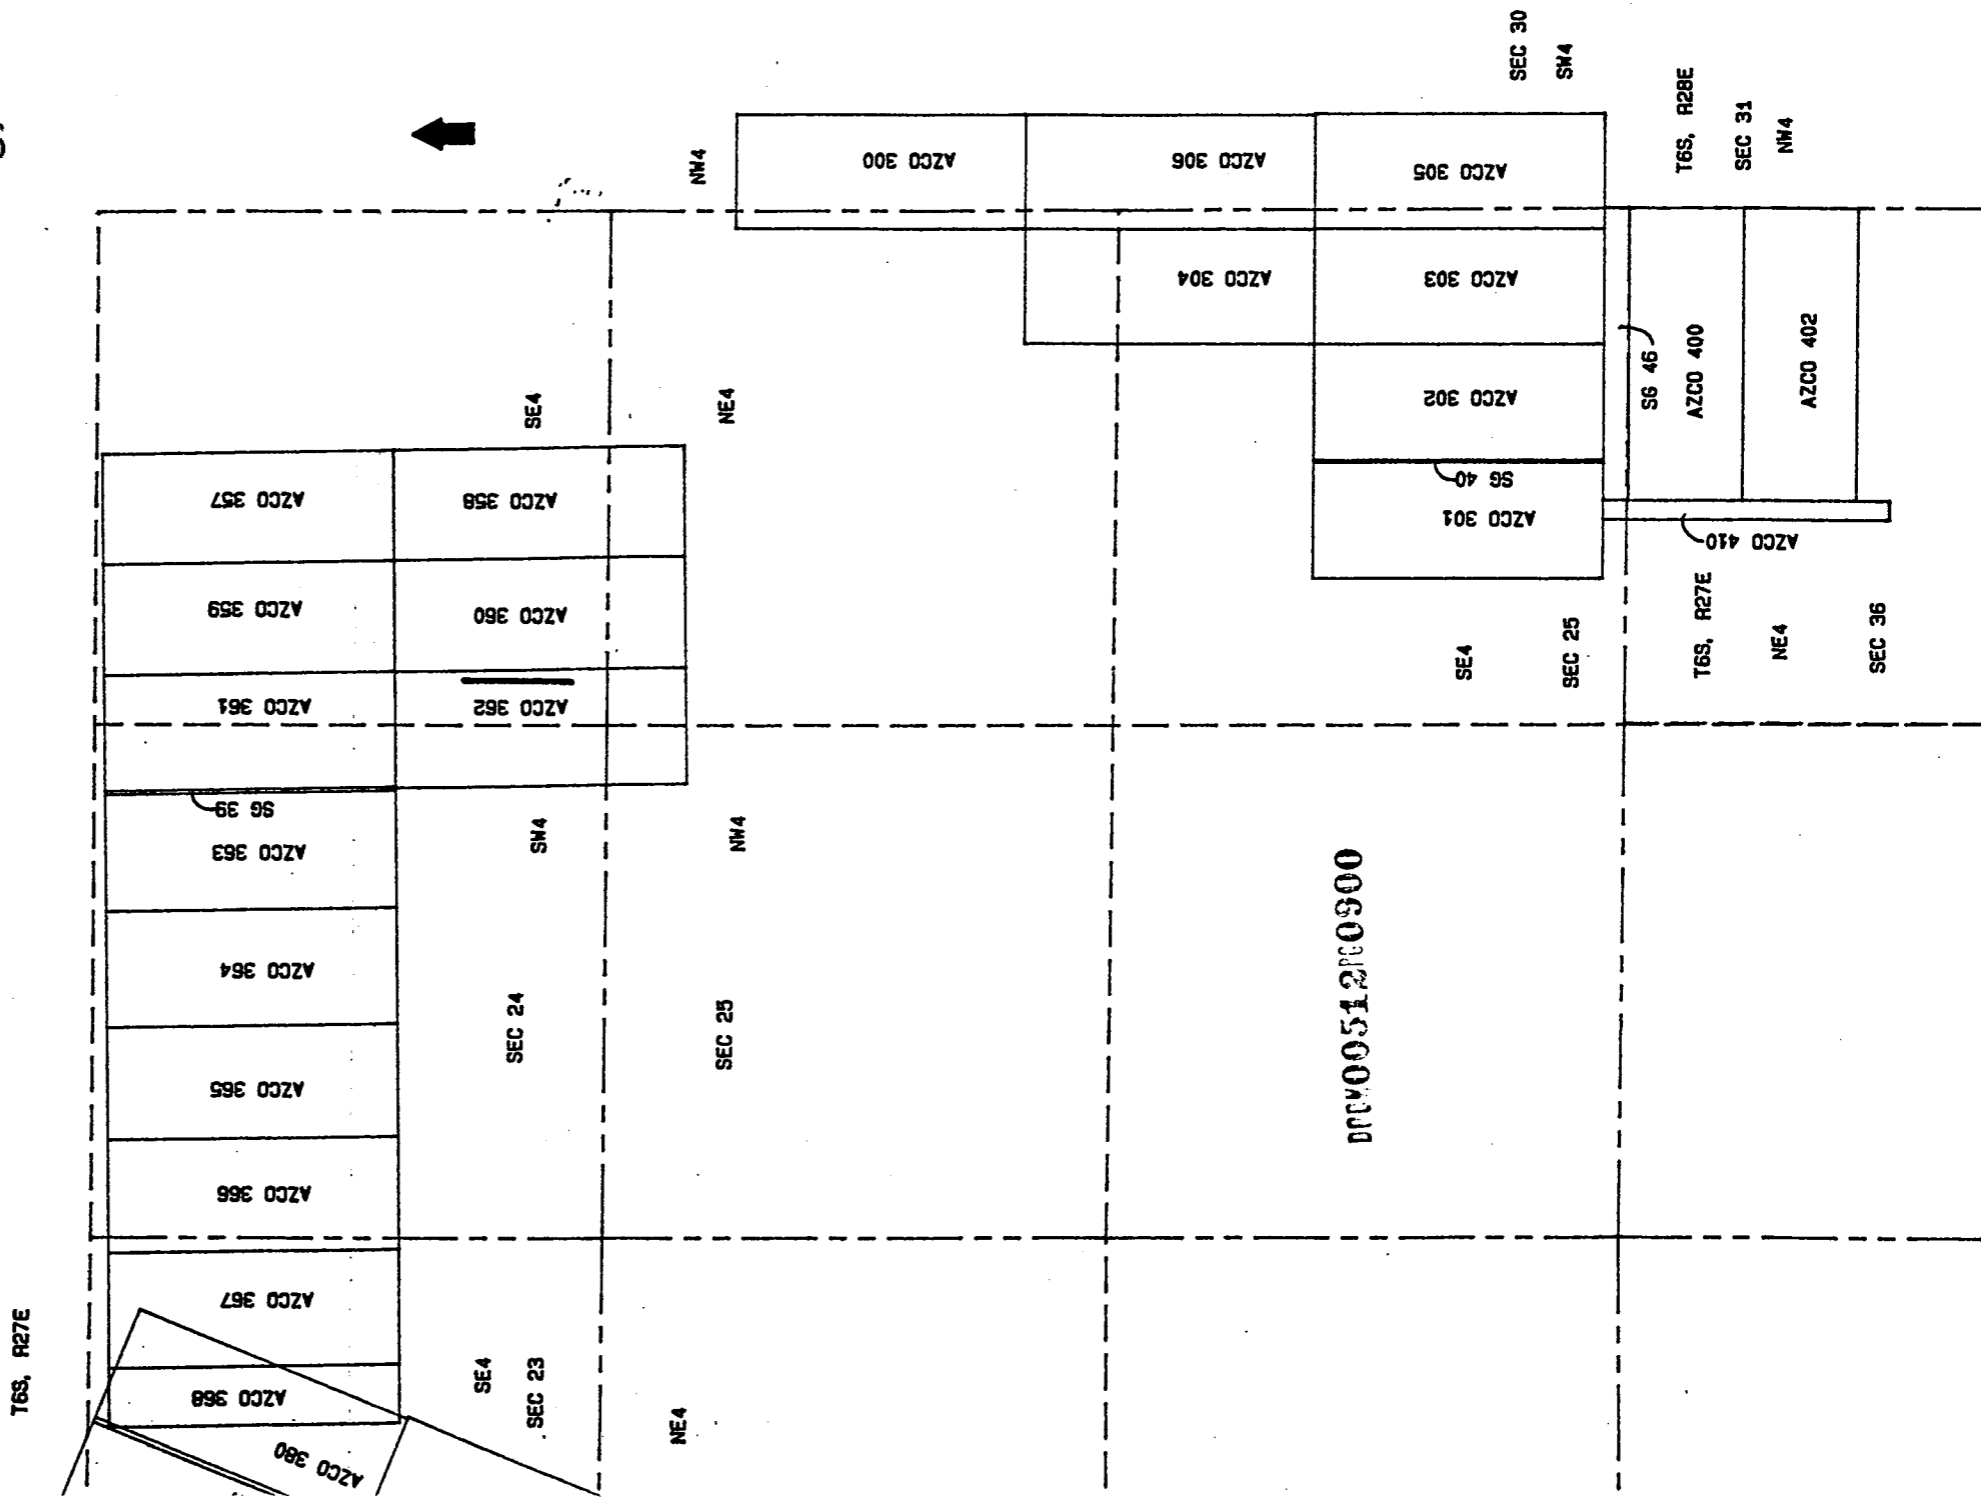 SEC 30
SW4
T6S, R28E
SEC 31
NW4
NW4
AZCO 300
AZCO 306
AZCO 305
AZCO 304
AZCO 303
AZCO 302
SG 40
AZCO 301
SG 46
AZCO 400
AZCO 402
AZCO 410
SE4
NE4
AZCO 357
AZCO 358
AZCO 359
AZCO 360
AZCO 361
AZCO 362
SG 39
AZCO 363
AZCO 364
AZCO 365
AZCO 366
AZCO 367
AZCO 368
AZCO 380
SE4
SEC 25
T6S, R27E
NE4
SEC 36
SW4
NW4
SEC 24
SEC 25
T6S, R27E
SE4
SEC 23
NE4